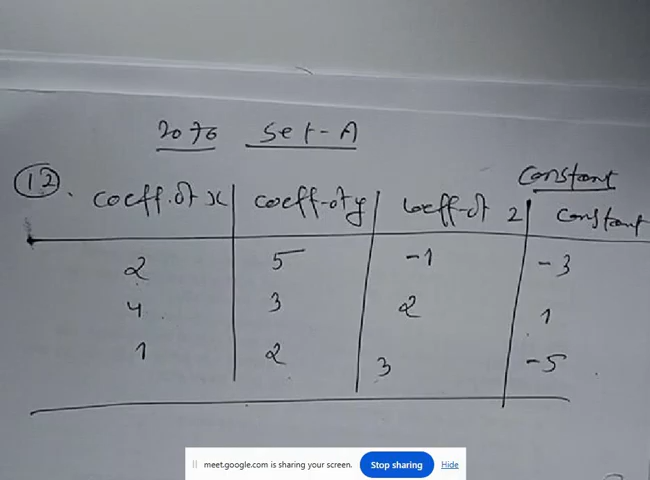 2076 Set-A
Constant
12. coeff. of x coeff-of y coeff-of z constant
2 5 -1 -3
4 3 2 1
1 2 3 -5
meet.google.com is sharing your screen. Stop sharing Hide